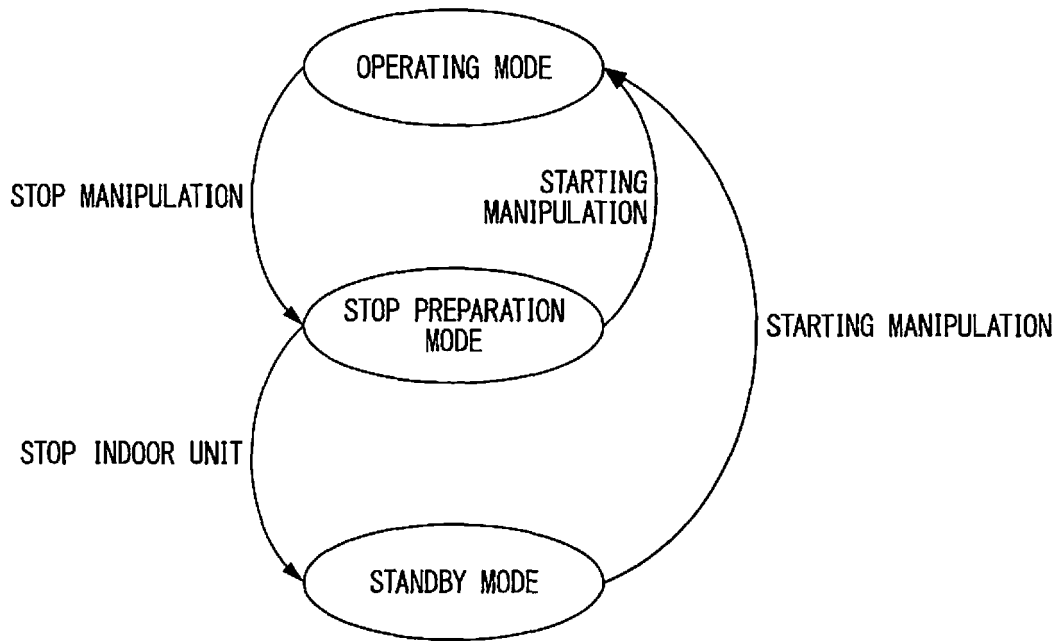 OPERATING MODE
STOP MANIPULATION
STARTING
MANIPULATION
STOP PREPARATION
MODE
STARTING MANIPULATION
STOP INDOOR UNIT
STANDBY MODE